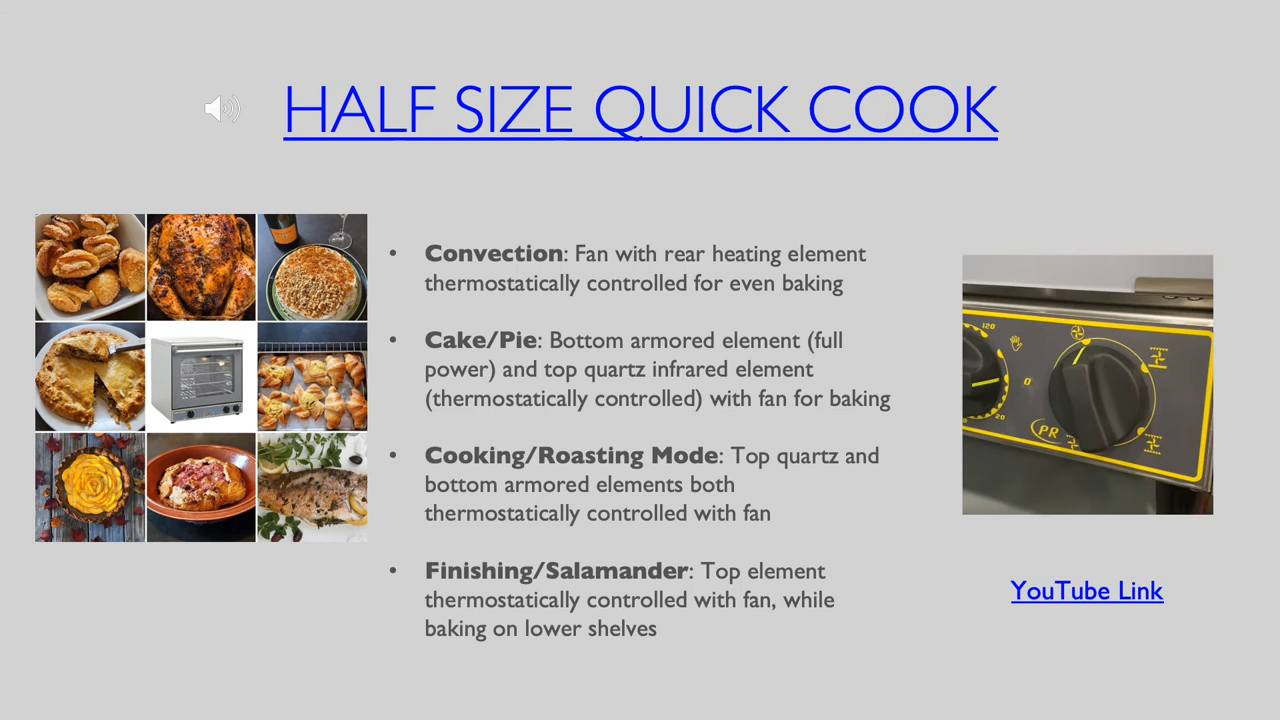 HALF SIZE QUICK COOK
• Convection: Fan with rear heating element
thermostatically controlled for even baking
• Cake/Pie: Bottom armored element (full
power) and top quartz infrared element
(thermostatically controlled) with fan for baking
• Cooking/Roasting Mode: Top quartz and
bottom armored elements both
thermostatically controlled with fan
• Finishing/Salamander: Top element
thermostatically controlled with fan, while
baking on lower shelves
120
0
20
PR
YouTube Link